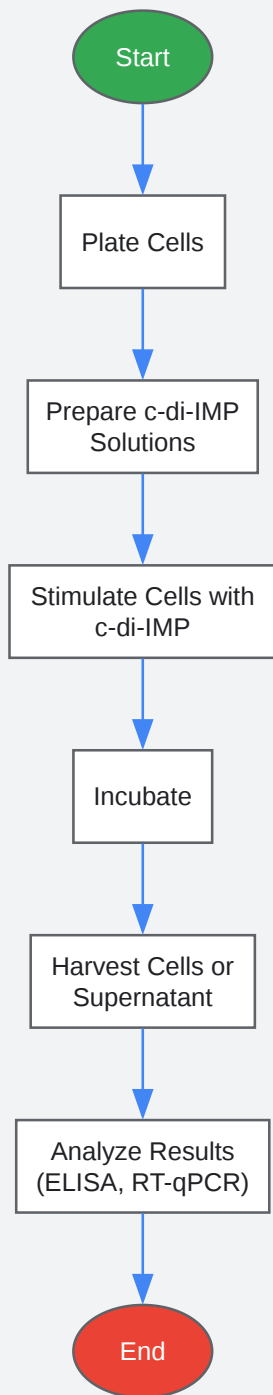 Start
Plate Cells
Prepare c-di-IMP
Solutions
Stimulate Cells with
c-di-IMP
Incubate
Harvest Cells or
Supernatant
Analyze Results
(ELISA, RT-qPCR)
End